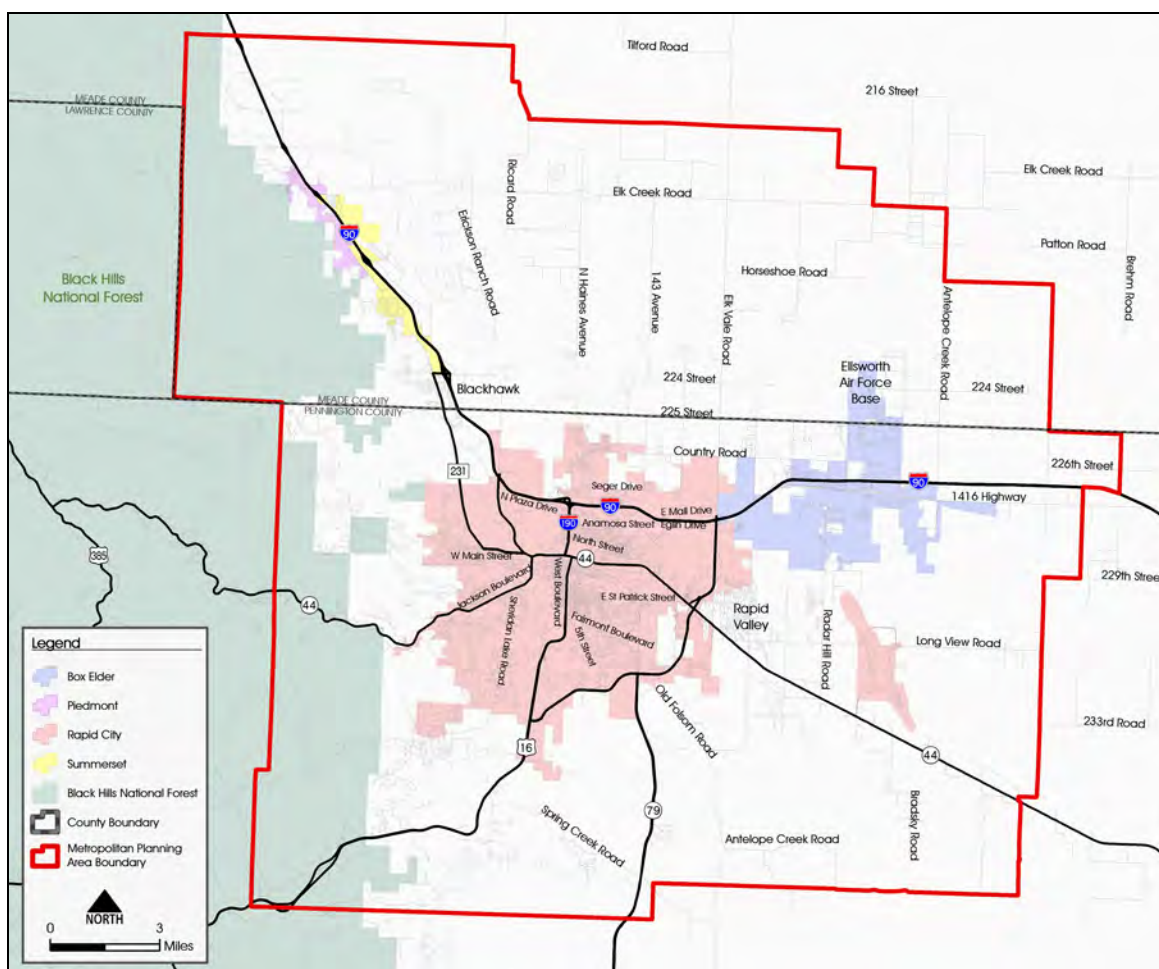 Tilford Road
216 Street
MEADE COUNTY
LAWRENCE COUNTY
Ricard Road
Elk Creek Road
Elk Creek Road
Erickson Ranch Road
90
Patton Road
Black Hills
National Forest
Horseshoe Road
N Haines Avenue
143 Avenue
Elk Vale Road
Antelope Creek Road
Brehm Road
Ellsworth
Air Force
Base
Blackhawk
224 Street
224 Street
MEADE COUNTY
PENNINGTON COUNTY
225 Street
Country Road
226th Street
231
Seger Drive
90
1416 Highway
N Plaza Drive
90
E Mall Drive
190
Anamosa Street
Eglin Drive
North Street
385
W Main Street
44
229th Street
44
Jackson Boulevard
West Boulevard
E St Patrick Street
Sheridan Lake Road
Fairmont Boulevard
5th Street
Rapid
Valley
Radar Hill Road
Long View Road
Old Folsom Road
233rd Road
16
44
79
Spring Creek Road
Antelope Creek Road
Bradsky Road
Legend
Box Elder
Piedmont
Rapid City
Summerset
Black Hills National Forest
County Boundary
Metropolitan Planning
Area Boundary
NORTH
0 3
Miles